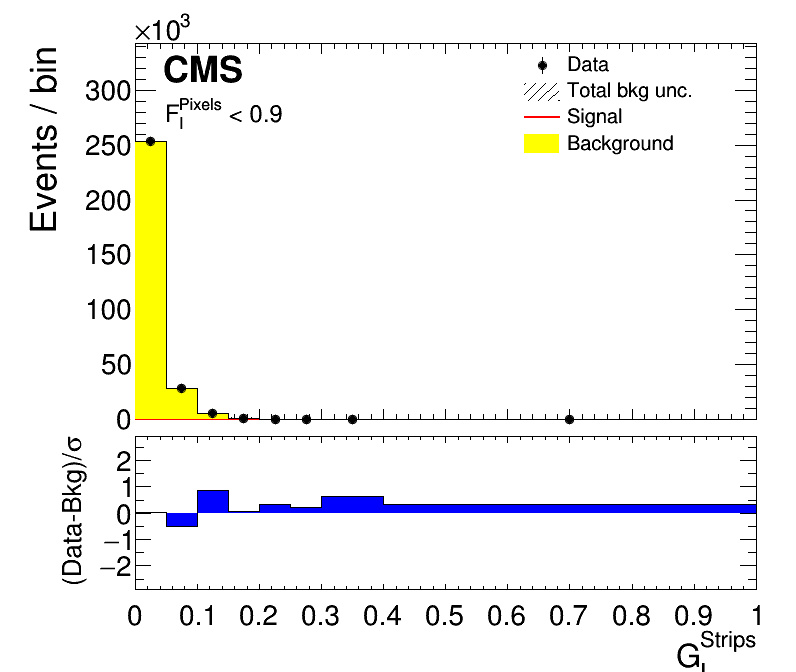 ×10³
Events / bin
300
250
200
150
100
50
0
CMS
F_l^Pixels < 0.9
Data
Total bkg unc.
Signal
Background
(Data-Bkg)/σ
2
1
0
−1
−2
0 0.1 0.2 0.3 0.4 0.5 0.6 0.7 0.8 0.9 1
G_l^Strips